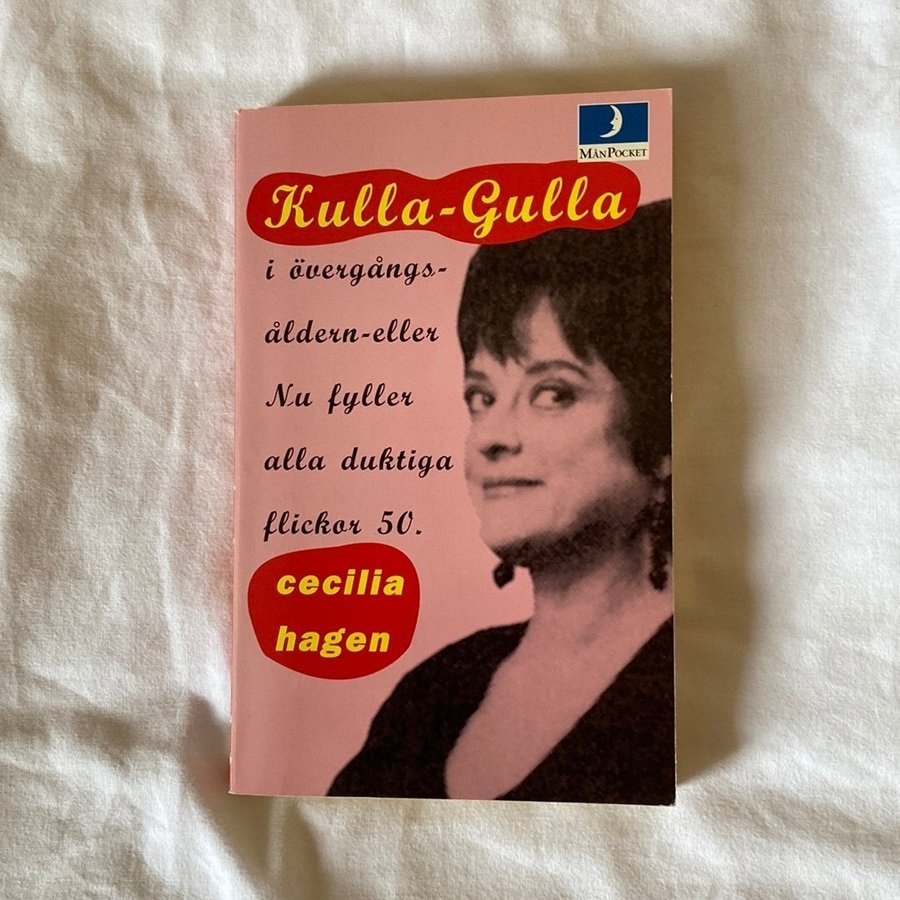 MånPocket
Kulla-Gulla
i övergångs-
åldern-eller
Nu fyller
alla duktiga
flickor 50.
cecilia
hagen